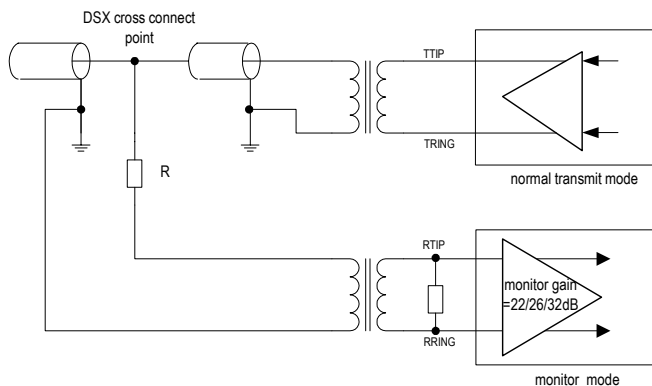 DSX cross connect
point
TTIP
TRING
normal transmit mode
R
RTIP
monitor gain
=22/26/32dB
RRING
monitor mode